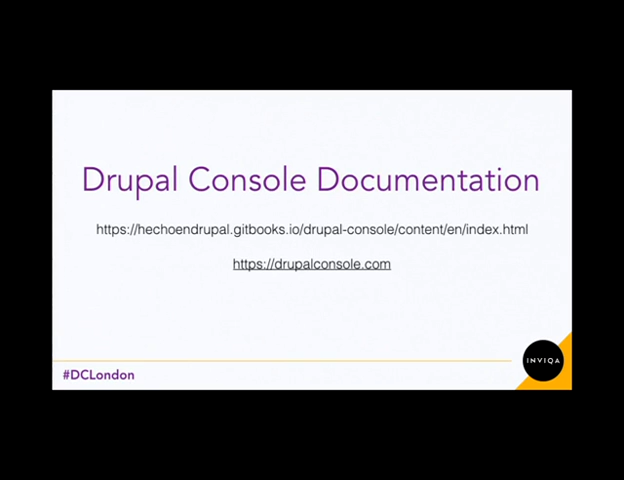 Drupal Console Documentation
https://hechoendrupal.gitbooks.io/drupal-console/content/en/index.html
https://drupalconsole.com
INVIQA
#DCLondon